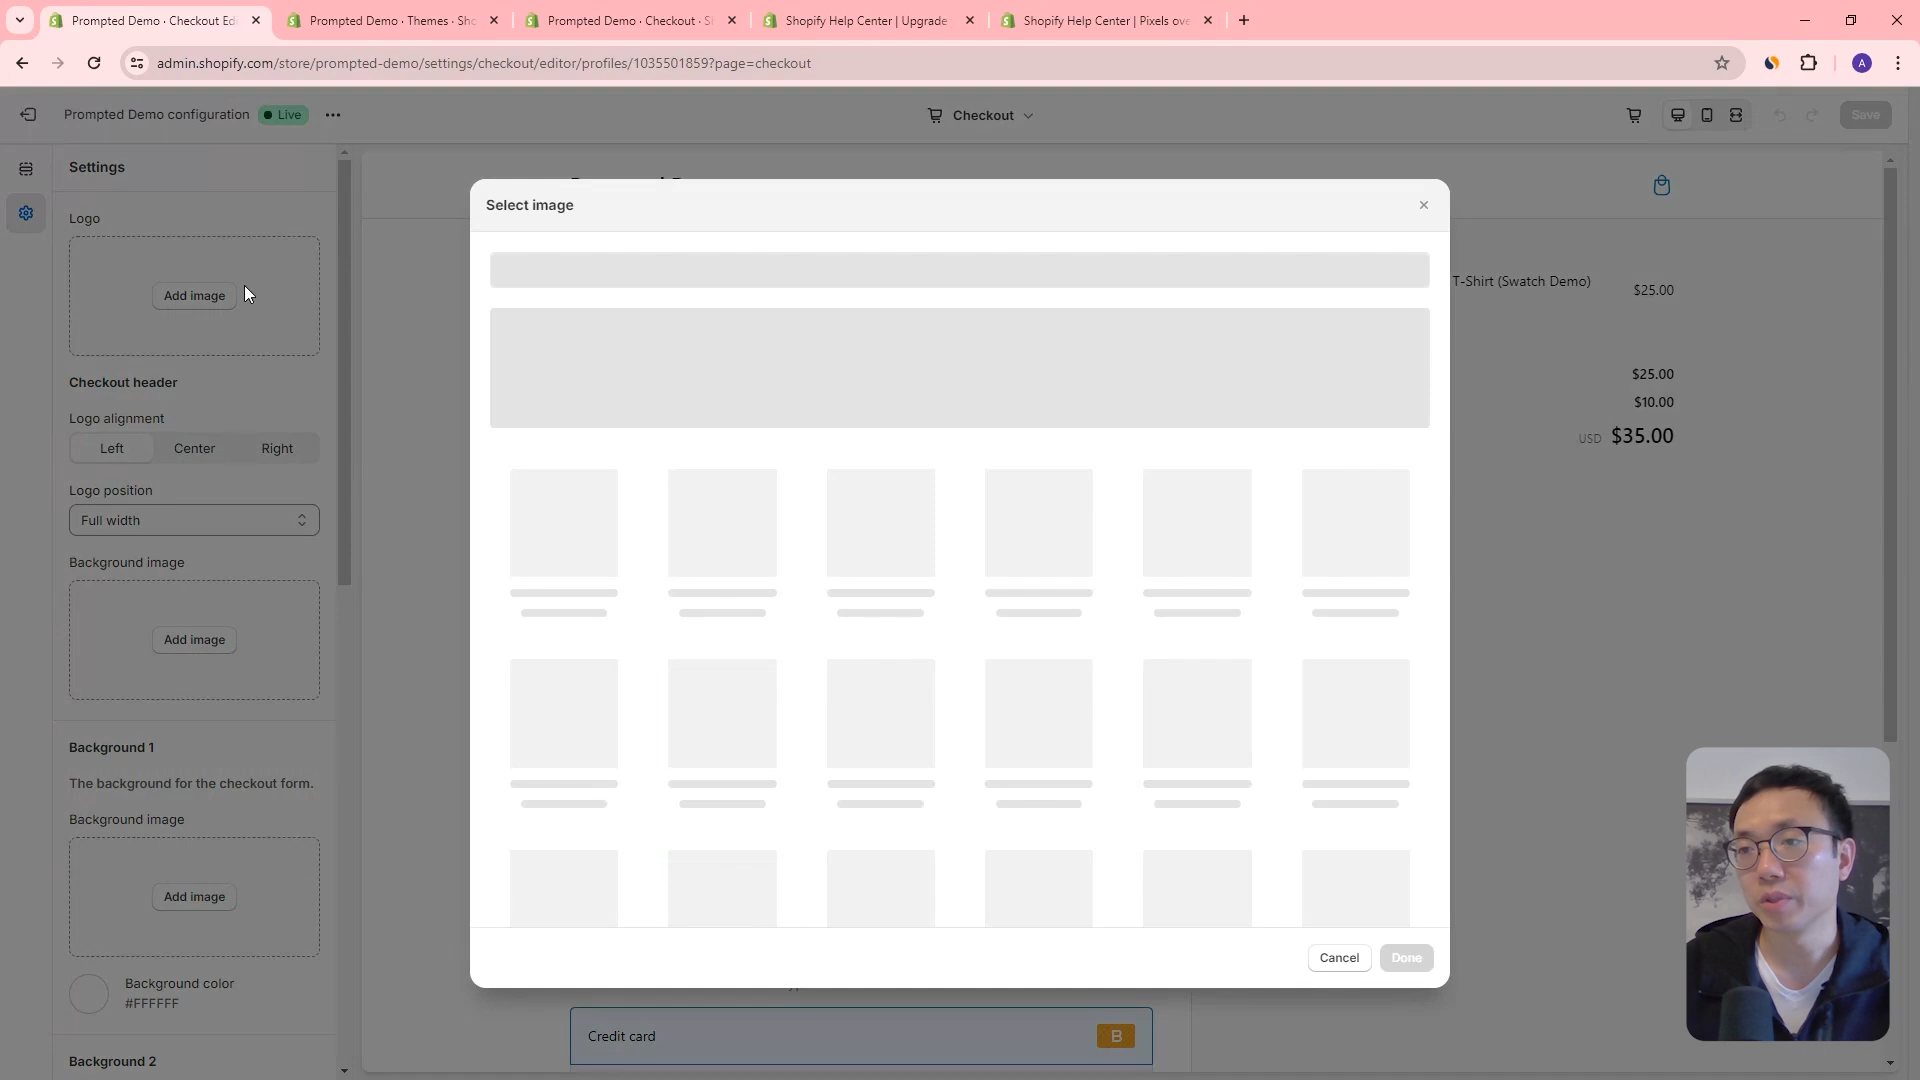 Prompted Demo · Checkout Ed
Prompted Demo · Themes · Sho
Prompted Demo · Checkout · S
Shopify Help Center | Upgrade
Shopify Help Center | Pixels ove
admin.shopify.com/store/prompted-demo/settings/checkout/editor/profiles/1035501859?page=checkout
A
Prompted Demo configuration
Live
Checkout
Save
Settings
Logo
Add image
Checkout header
Logo alignment
Left
Center
Right
Logo position
Full width
Background image
Add image
Background 1
The background for the checkout form.
Background image
Add image
Background color
#FFFFFF
Background 2
Select image
Cancel
Done
T-Shirt (Swatch Demo)
$25.00
$25.00
$10.00
USD $35.00
Credit card
B